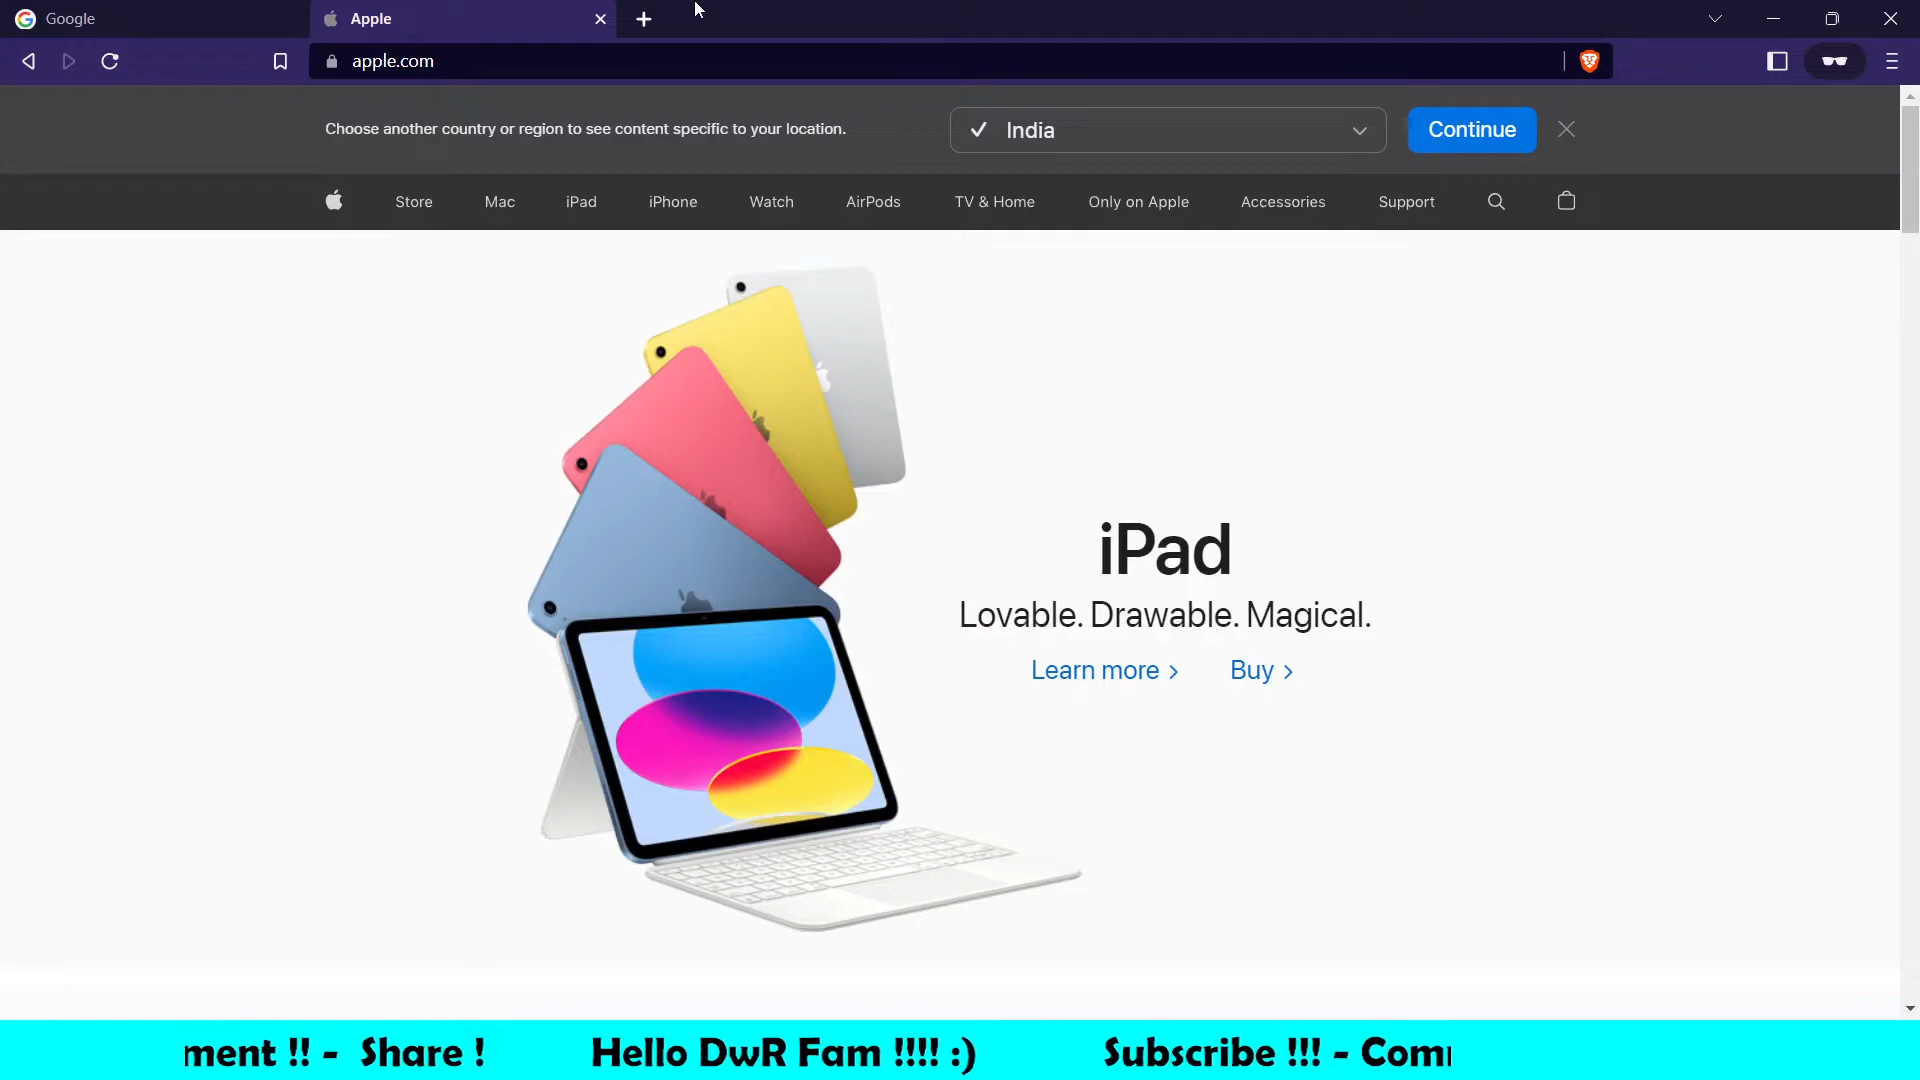 Google
Apple
apple.com
Choose another country or region to see content specific to your location.
India
Continue
Store Mac iPad iPhone Watch AirPods TV & Home Only on Apple Accessories Support
iPad
Lovable. Drawable. Magical.
Learn more > Buy >
ment !! - Share ! Hello DwR Fam !!!! :) Subscribe !!! - Com